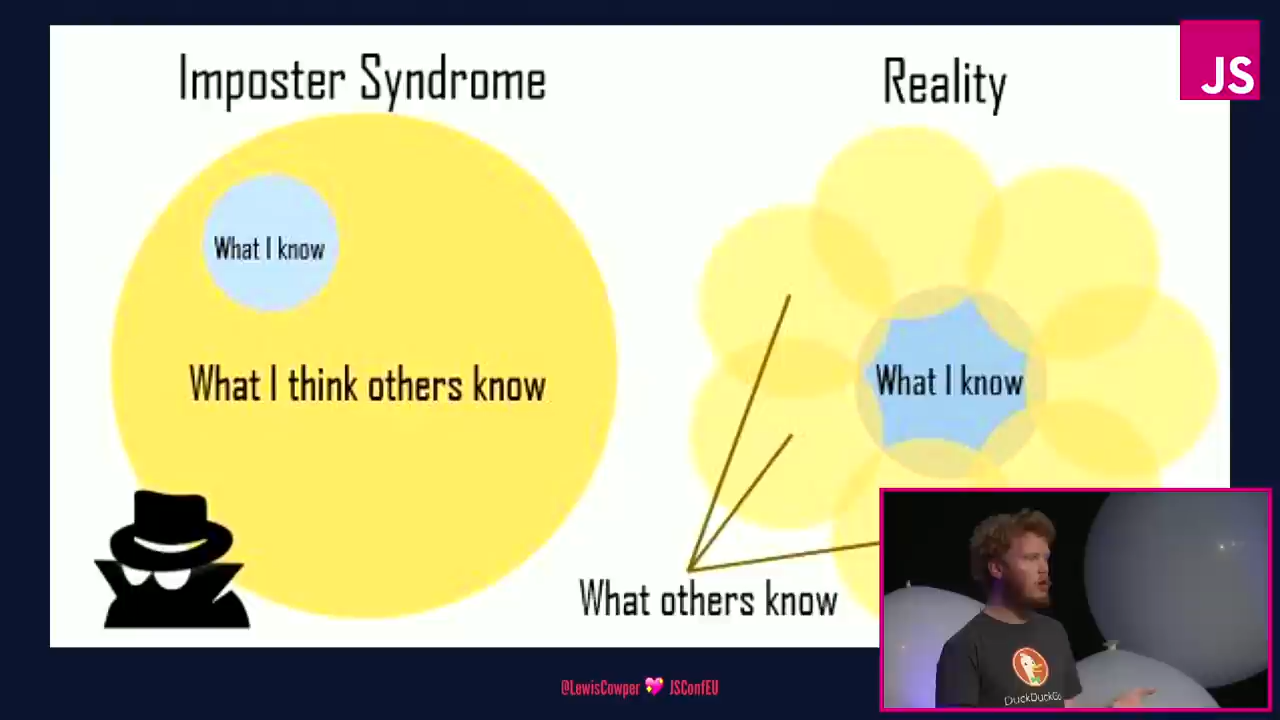 Imposter Syndrome
Reality
JS
What I know
What I think others know
What I know
What others know
@LewisCowper 💖 JSConfEU
DuckDuckGo